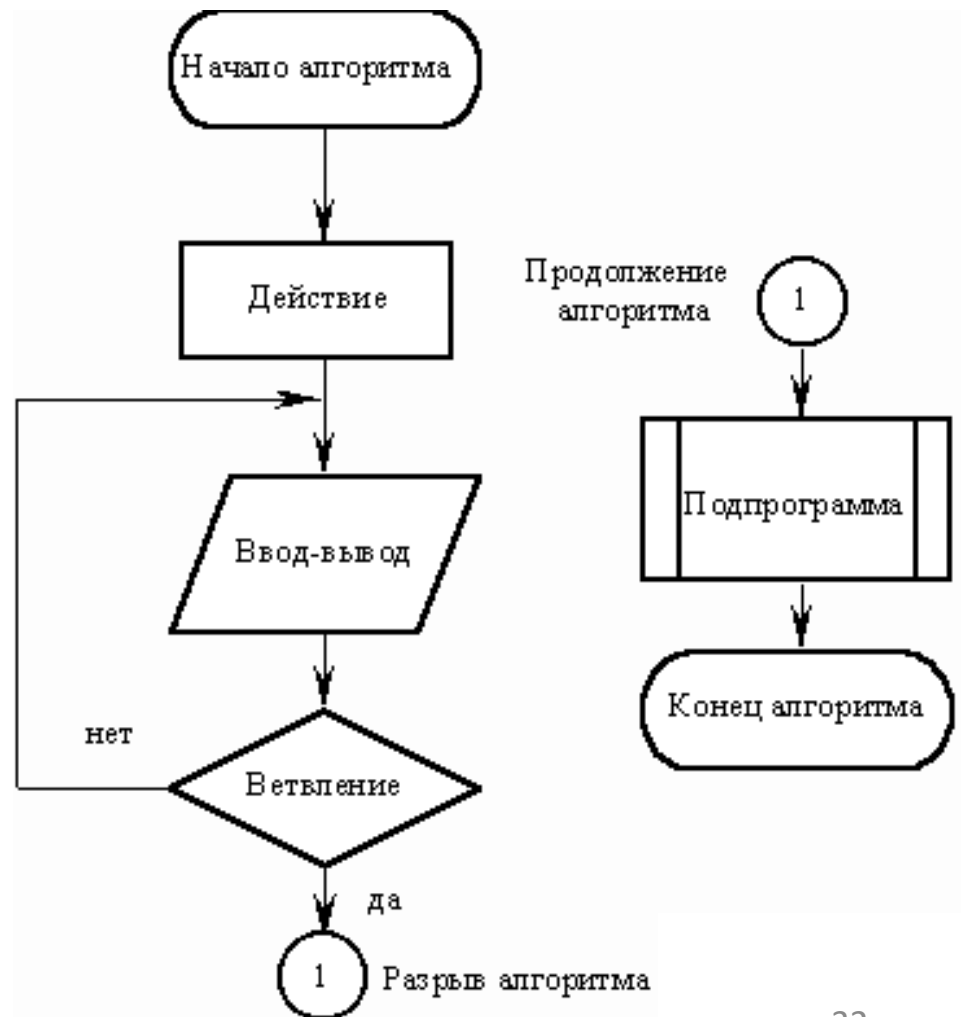 Начало алгоритма
Действие
Ввод-вывод
нет
Ветвление
да
1
Разрыв алгоритма
Продолжение
алгоритма
1
Подпрограмма
Конец алгоритма